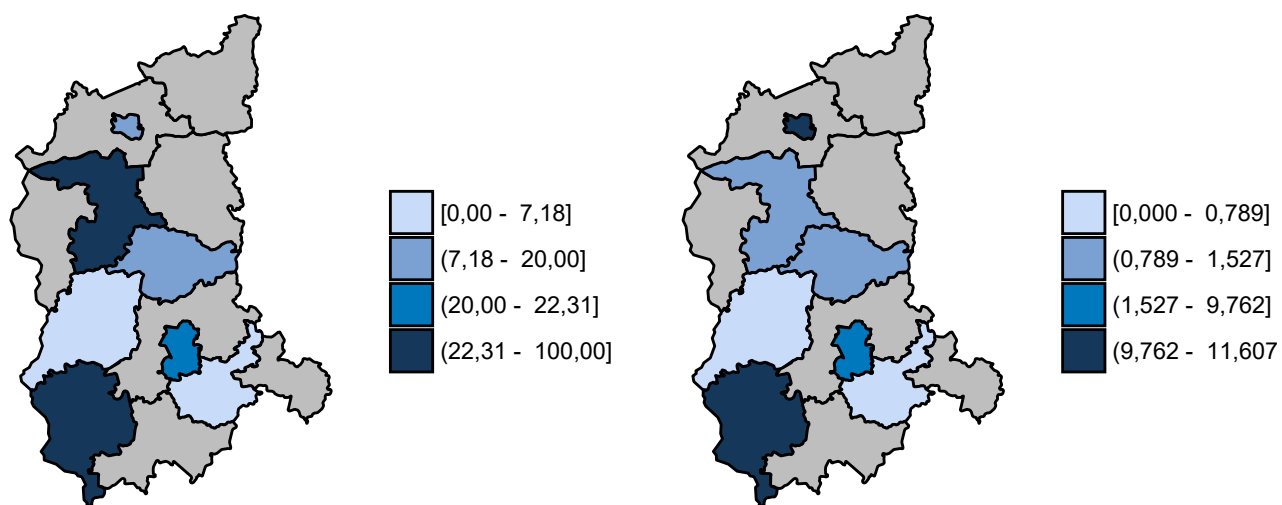 [0,00 -  7,18]
(7,18 -  20,00]
(20,00 -  22,31]
(22,31 -  100,00]
[0,000 -  0,789]
(0,789 -  1,527]
(1,527 -  9,762]
(9,762 -  11,607